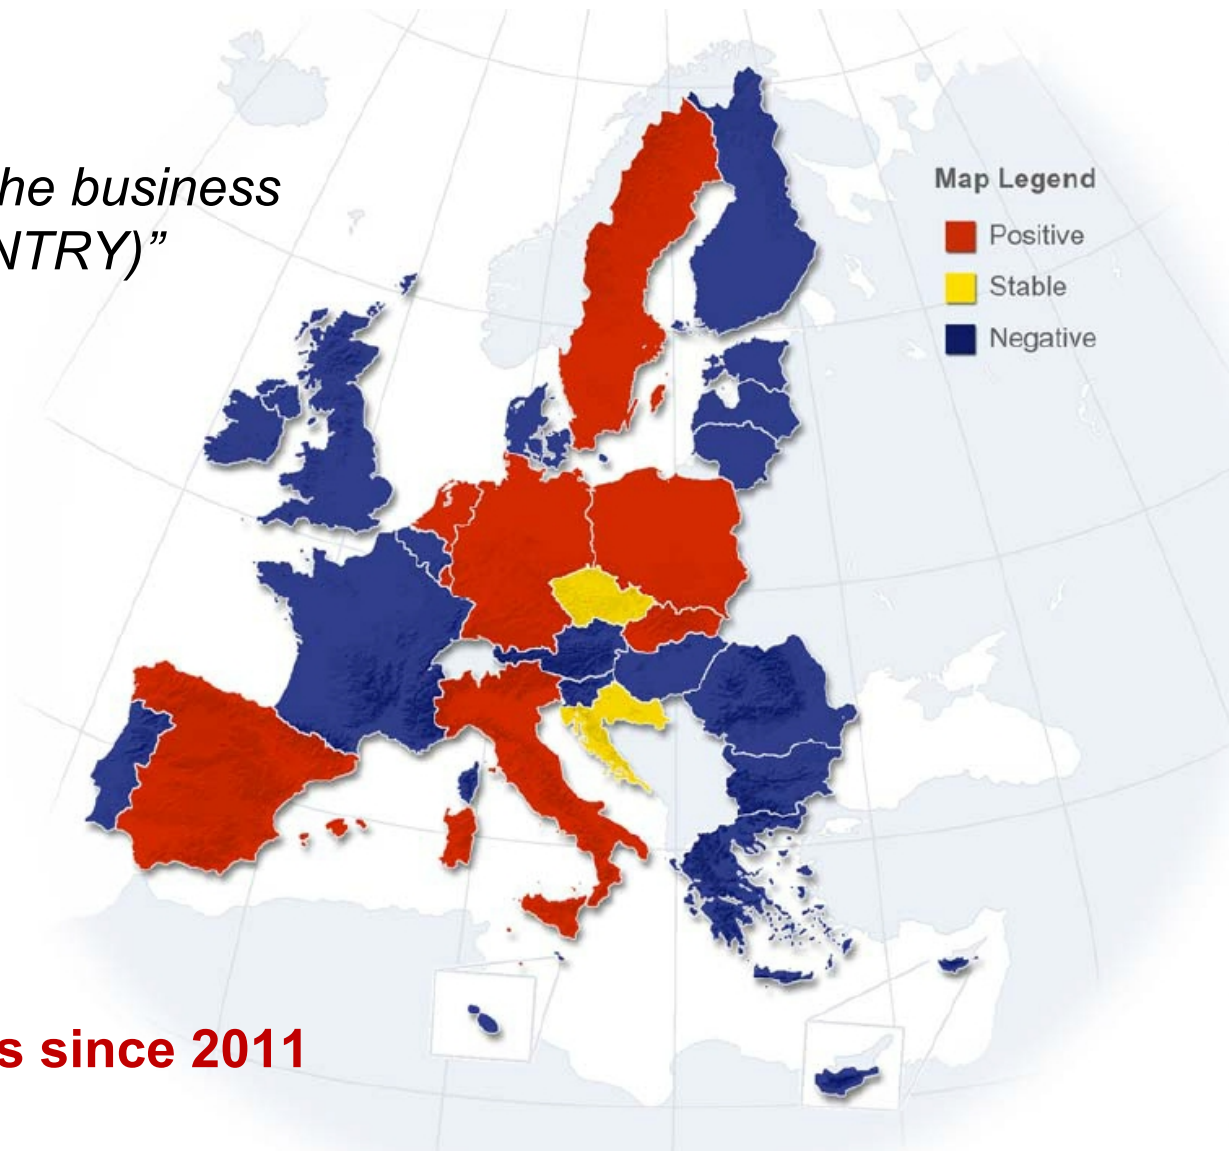 he business
NTRY)”
Map Legend
Positive
Stable
Negative
s since 2011